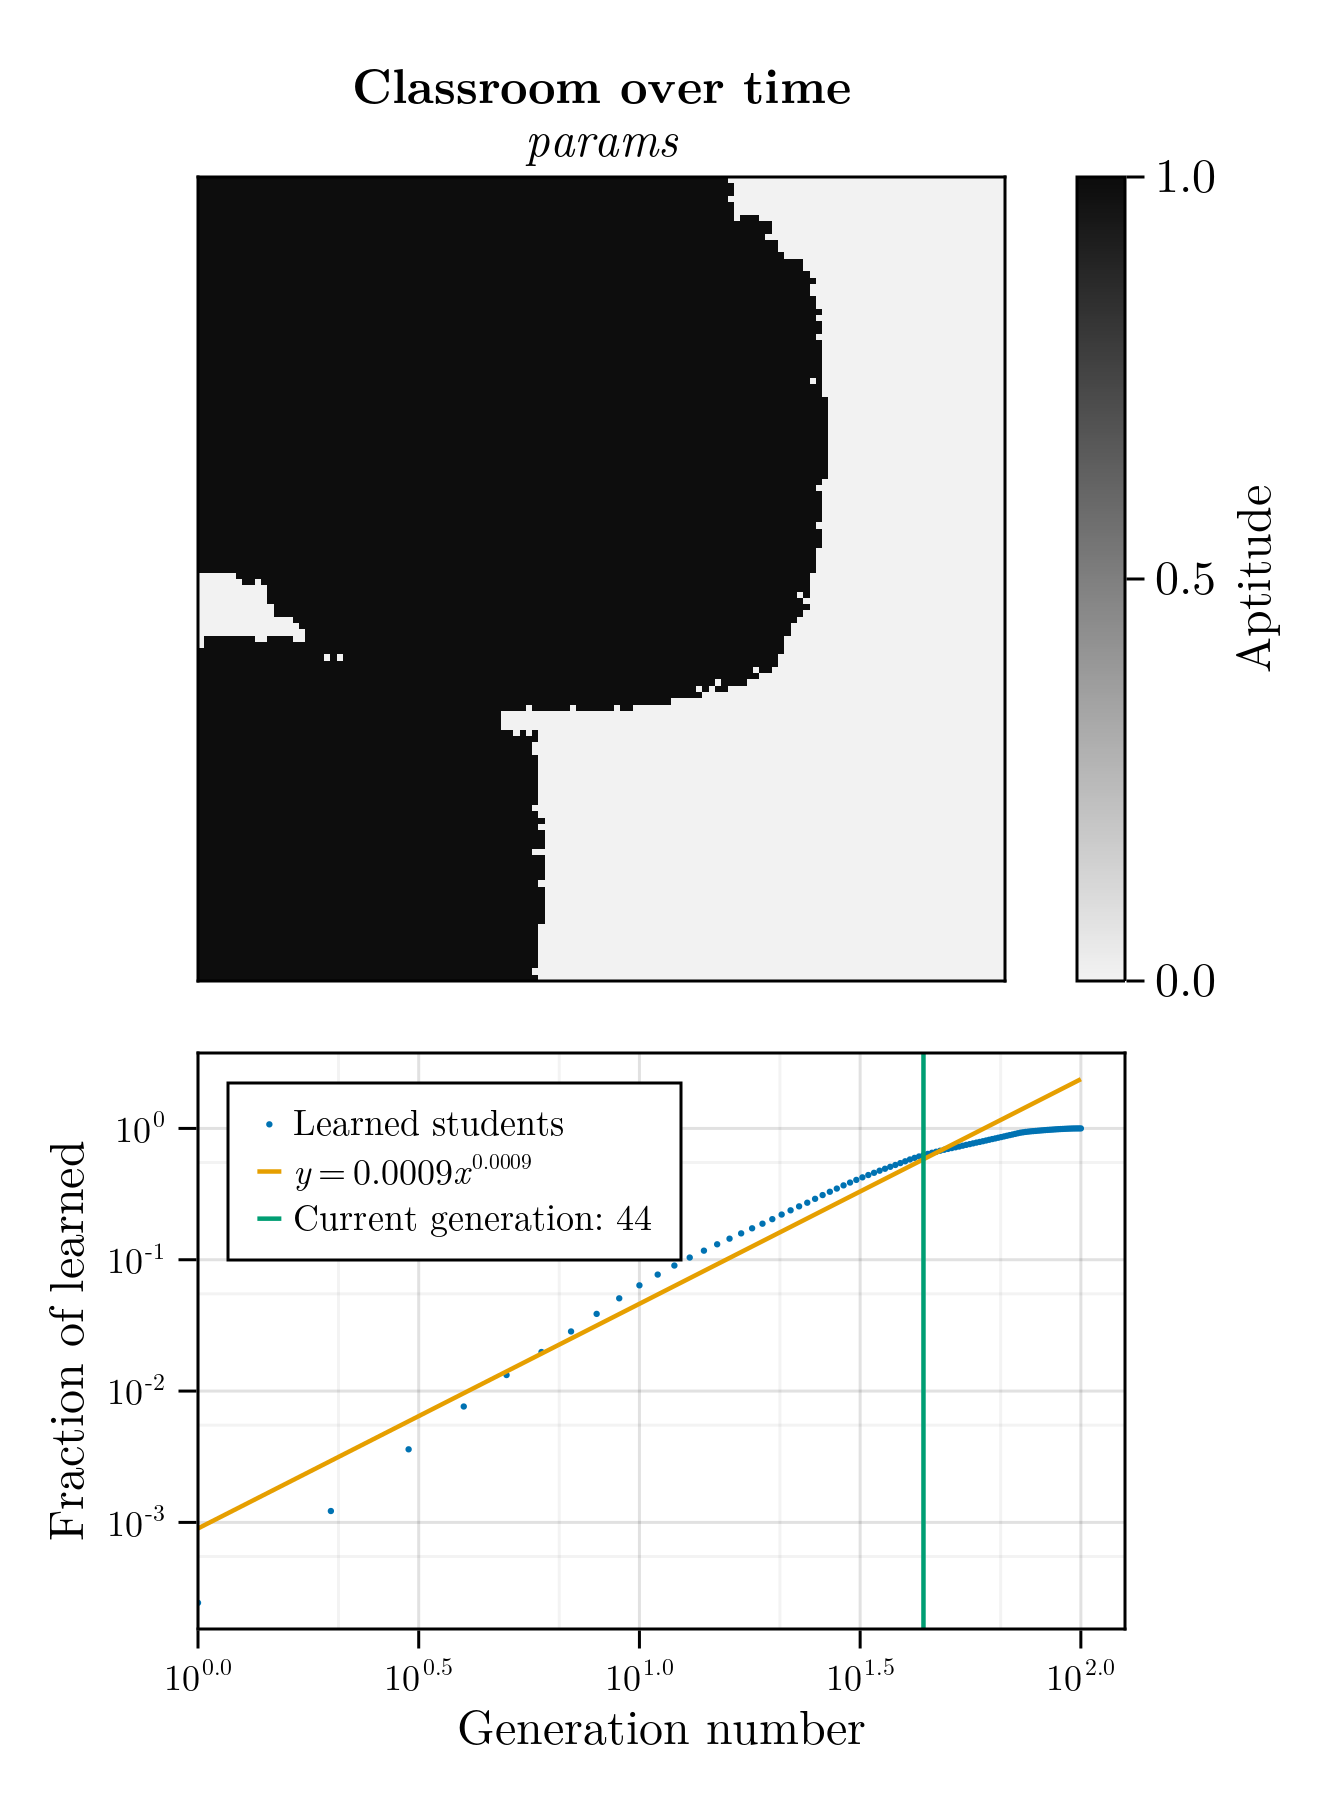 Classroom over time
params
1.0
0.5
0.0
Aptitude
Learned students
y = 0.0009x^0.0009
Current generation: 44
10^0
10^-1
10^-2
10^-3
Fraction of learned
10^0.0 10^0.5 10^1.0 10^1.5 10^2.0
Generation number